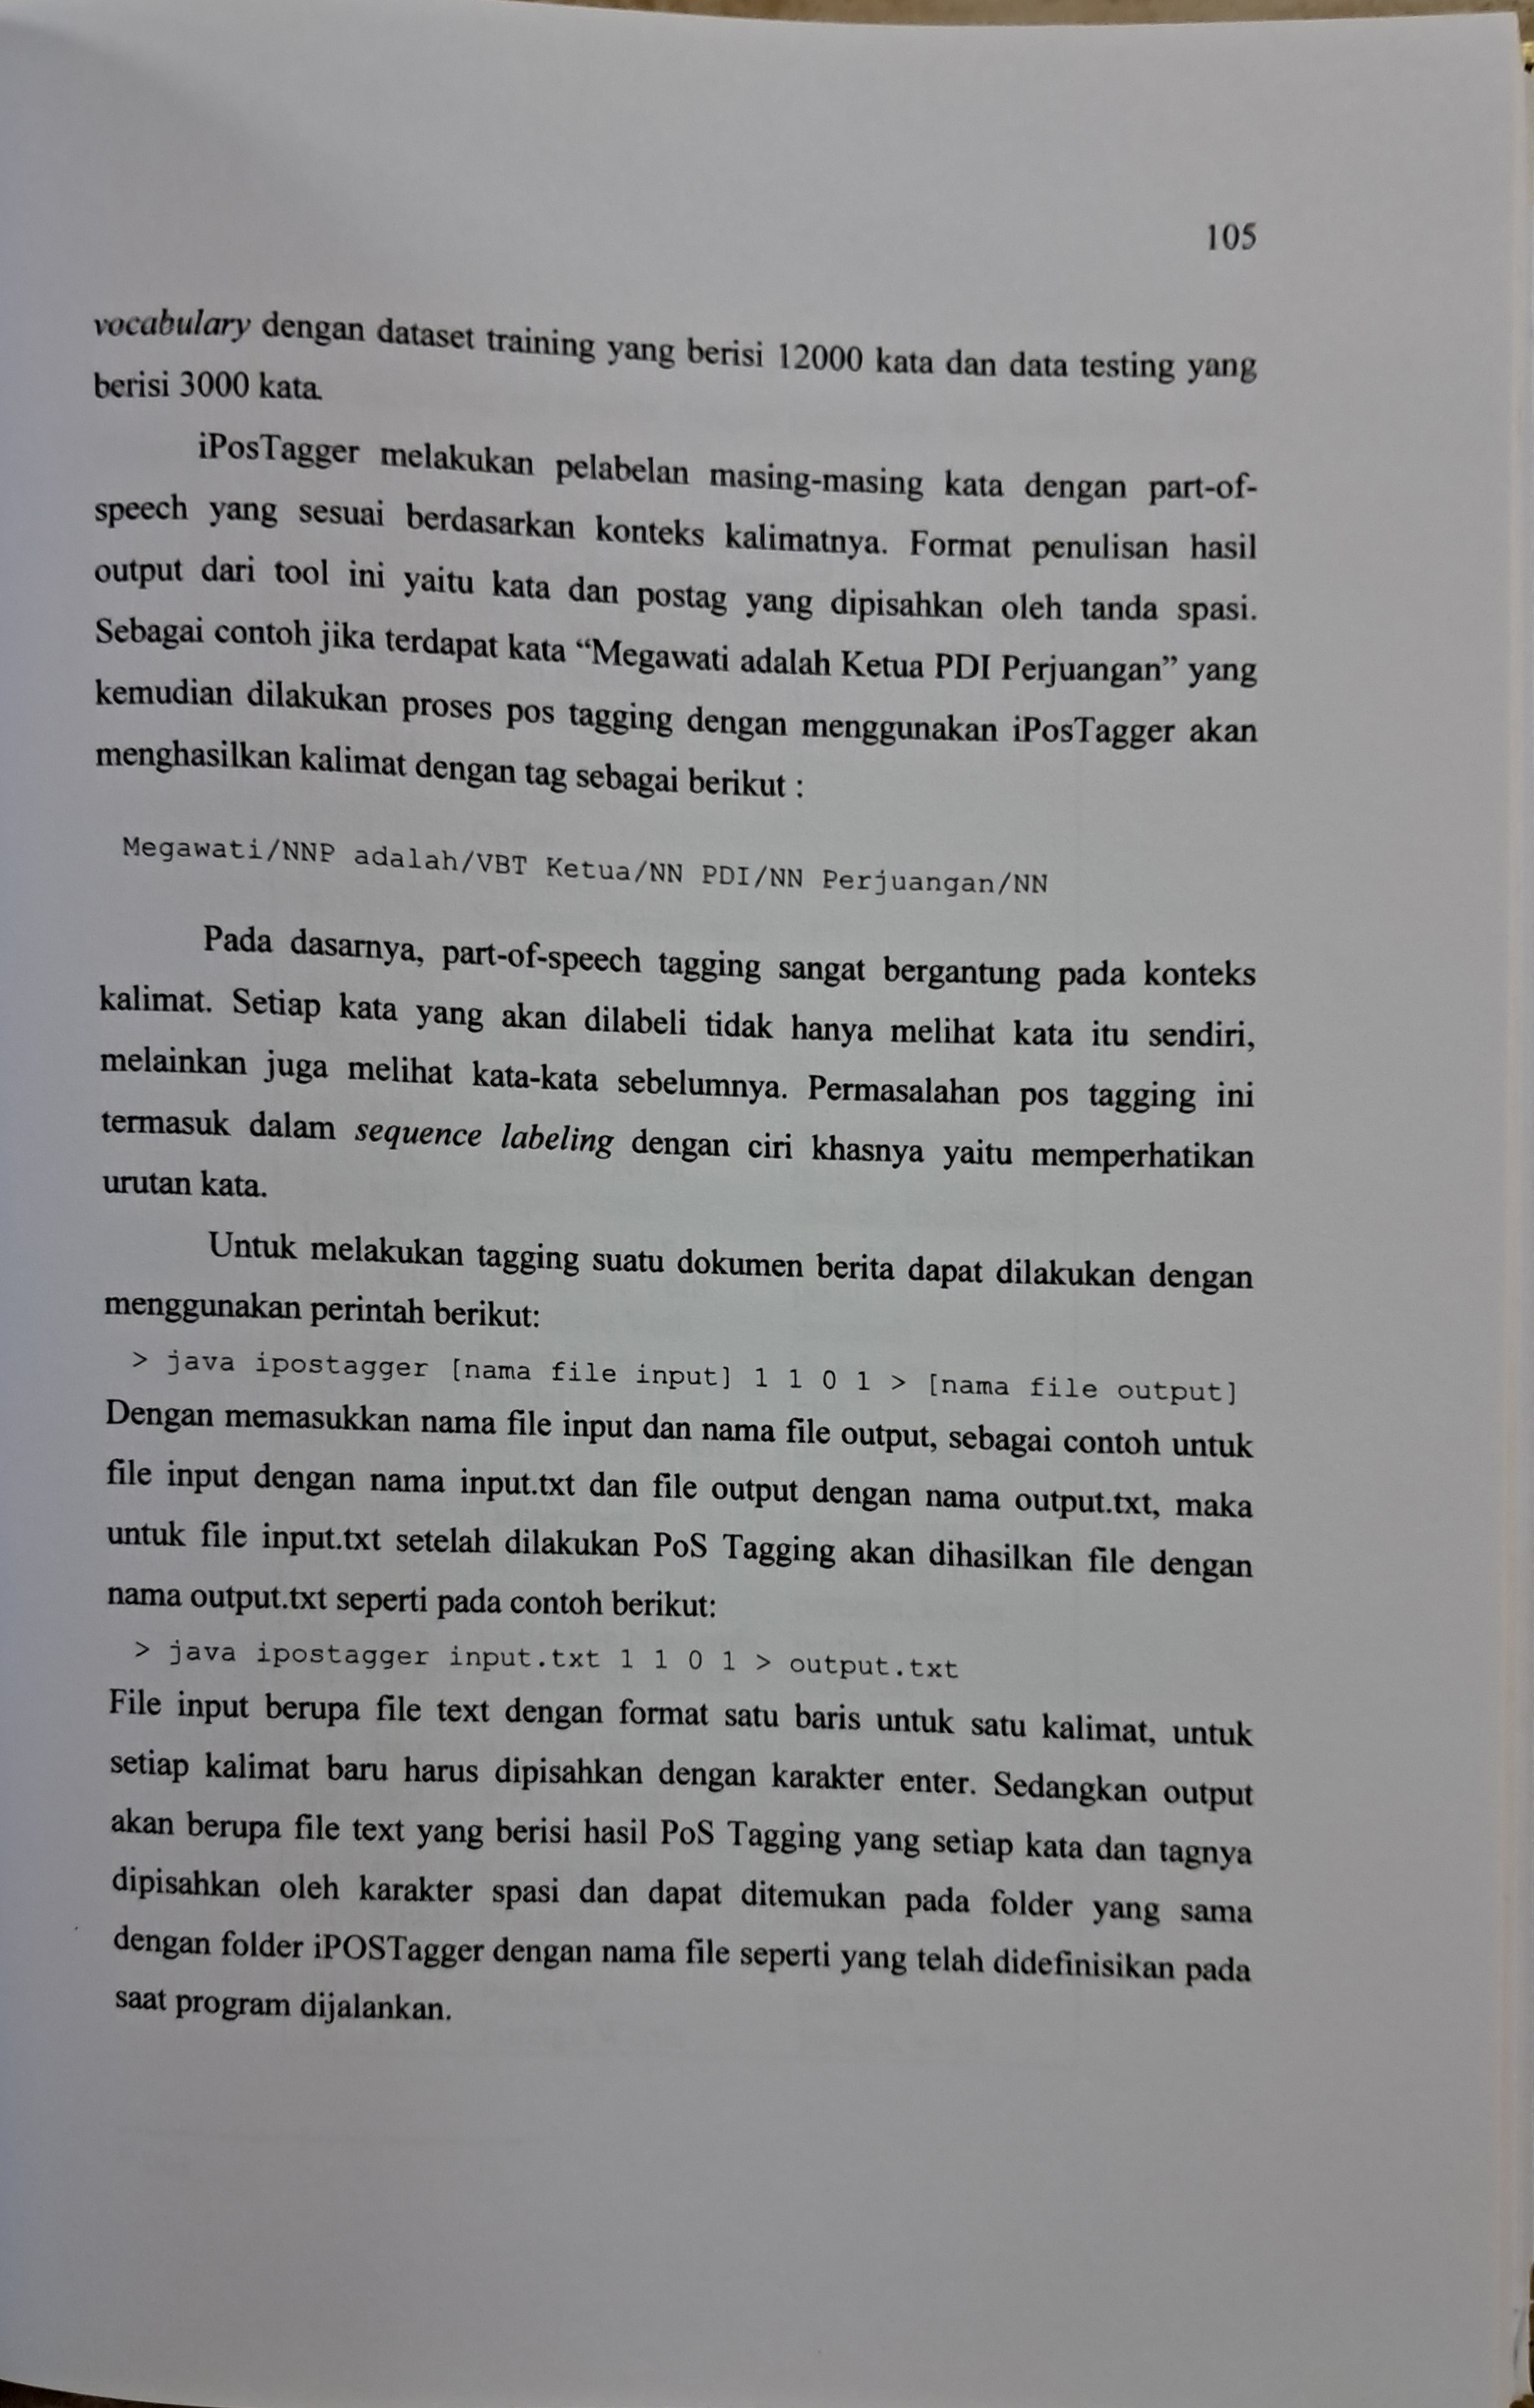 105
vocabulary dengan dataset training yang berisi 12000 kata dan data testing yang
berisi 3000 kata.
iPosTagger melakukan pelabelan masing-masing kata dengan part-of-
speech yang sesuai berdasarkan konteks kalimatnya. Format penulisan hasil
output dari tool ini yaitu kata dan postag yang dipisahkan oleh tanda spasi.
Sebagai contoh jika terdapat kata “Megawati adalah Ketua PDI Perjuangan” yang
kemudian dilakukan proses pos tagging dengan menggunakan iPosTagger akan
menghasilkan kalimat dengan tag sebagai berikut :
Megawati/NNP adalah/VBT Ketua/NN PDI/NN Perjuangan/NN
Pada dasarnya, part-of-speech tagging sangat bergantung pada konteks
kalimat. Setiap kata yang akan dilabeli tidak hanya melihat kata itu sendiri,
melainkan juga melihat kata-kata sebelumnya. Permasalahan pos tagging ini
termasuk dalam sequence labeling dengan ciri khasnya yaitu memperhatikan
urutan kata.
Untuk melakukan tagging suatu dokumen berita dapat dilakukan dengan
menggunakan perintah berikut:
> java ipostagger [nama file input] 1 1 0 1 > [nama file output]
Dengan memasukkan nama file input dan nama file output, sebagai contoh untuk
file input dengan nama input.txt dan file output dengan nama output.txt, maka
untuk file input.txt setelah dilakukan PoS Tagging akan dihasilkan file dengan
nama output.txt seperti pada contoh berikut:
> java ipostagger input.txt 1 1 0 1 > output.txt
File input berupa file text dengan format satu baris untuk satu kalimat, untuk
setiap kalimat baru harus dipisahkan dengan karakter enter. Sedangkan output
akan berupa file text yang berisi hasil PoS Tagging yang setiap kata dan tagnya
dipisahkan oleh karakter spasi dan dapat ditemukan pada folder yang sama
dengan folder iPOSTagger dengan nama file seperti yang telah didefinisikan pada
saat program dijalankan.